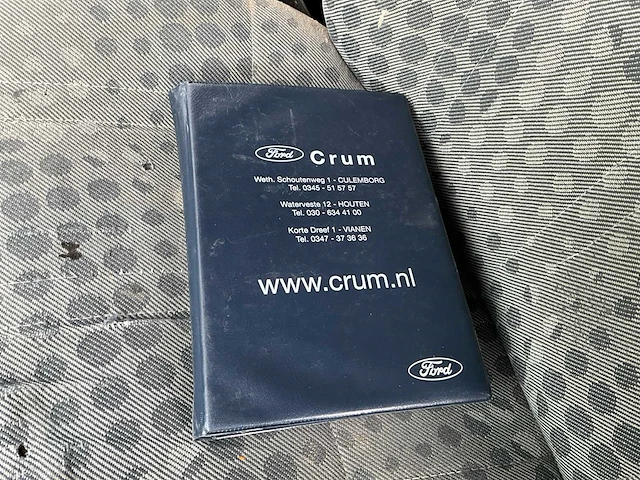 Ford Crum
Weth. Schoutenweg 1 - CULEMBORG
Tel. 0345 - 51 57 57
Waterveste 12 - HOUTEN
Tel. 030 - 634 41 00
Korte Dreef 1 - VIANEN
Tel. 0347 - 37 36 36
www.crum.nl
Ford